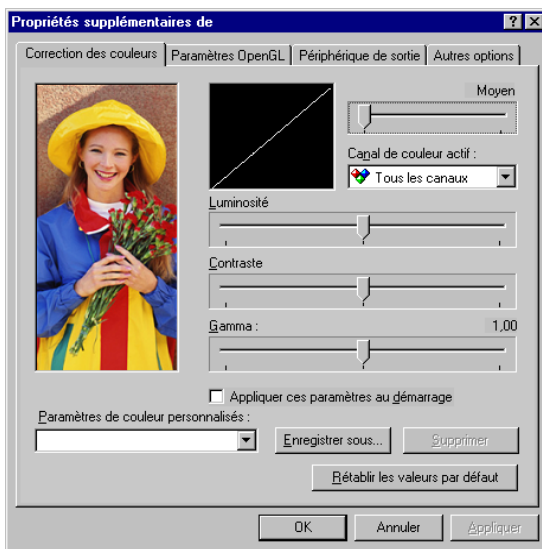 Propriétés supplémentaires de
Correction des couleurs
Paramètres OpenGL
Périphérique de sortie
Autres options
Moyen
Canal de couleur actif :
Tous les canaux
Luminosité
Contraste
Gamma :
1,00
Appliquer ces paramètres au démarrage
Paramètres de couleur personnalisés :
Enregistrer sous...
Supprimer
Rétablir les valeurs par défaut
OK
Annuler
Appliquer